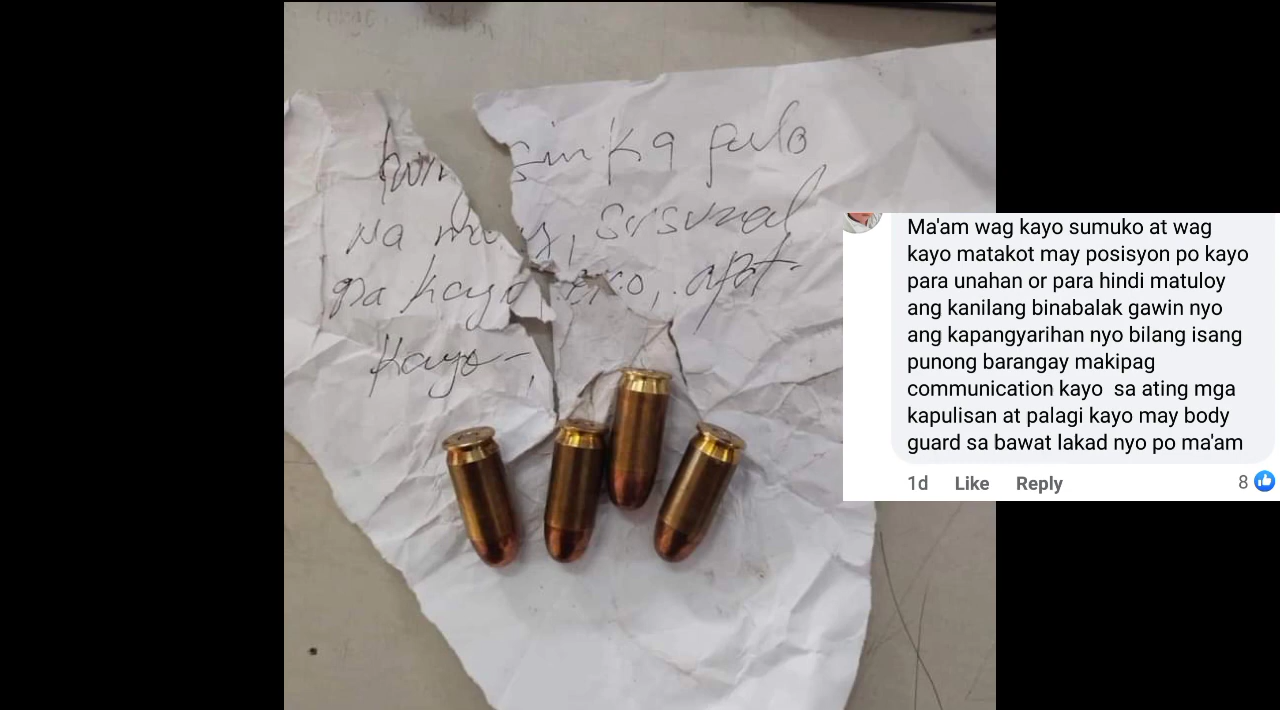 ka
na
kayo, apat
kayo-
Ma'am wag kayo sumuko at wag
kayo matakot may posisyon po kayo
para unahan or para hindi matuloy
ang kanilang binabalak gawin nyo
ang kapangyarihan nyo bilang isang
punong barangay makipag
communication kayo sa ating mga
kapulisan at palagi kayo may body
guard sa bawat lakad nyo po ma'am
1d Like Reply 8